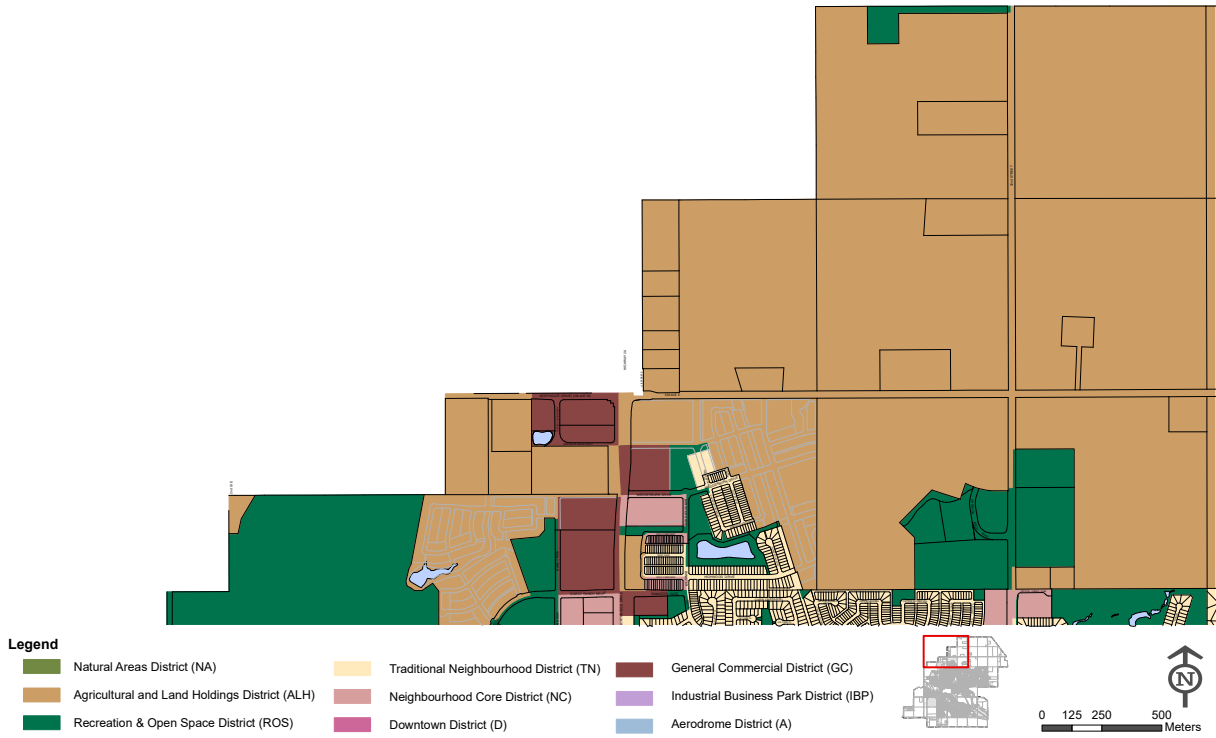 Legend
Natural Areas District (NA)
Agricultural and Land Holdings District (ALH)
Recreation & Open Space District (ROS)
Traditional Neighbourhood District (TN)
Neighbourhood Core District (NC)
Downtown District (D)
General Commercial District (GC)
Industrial Business Park District (IBP)
Aerodrome District (A)
N
0 125 250 500
Meters